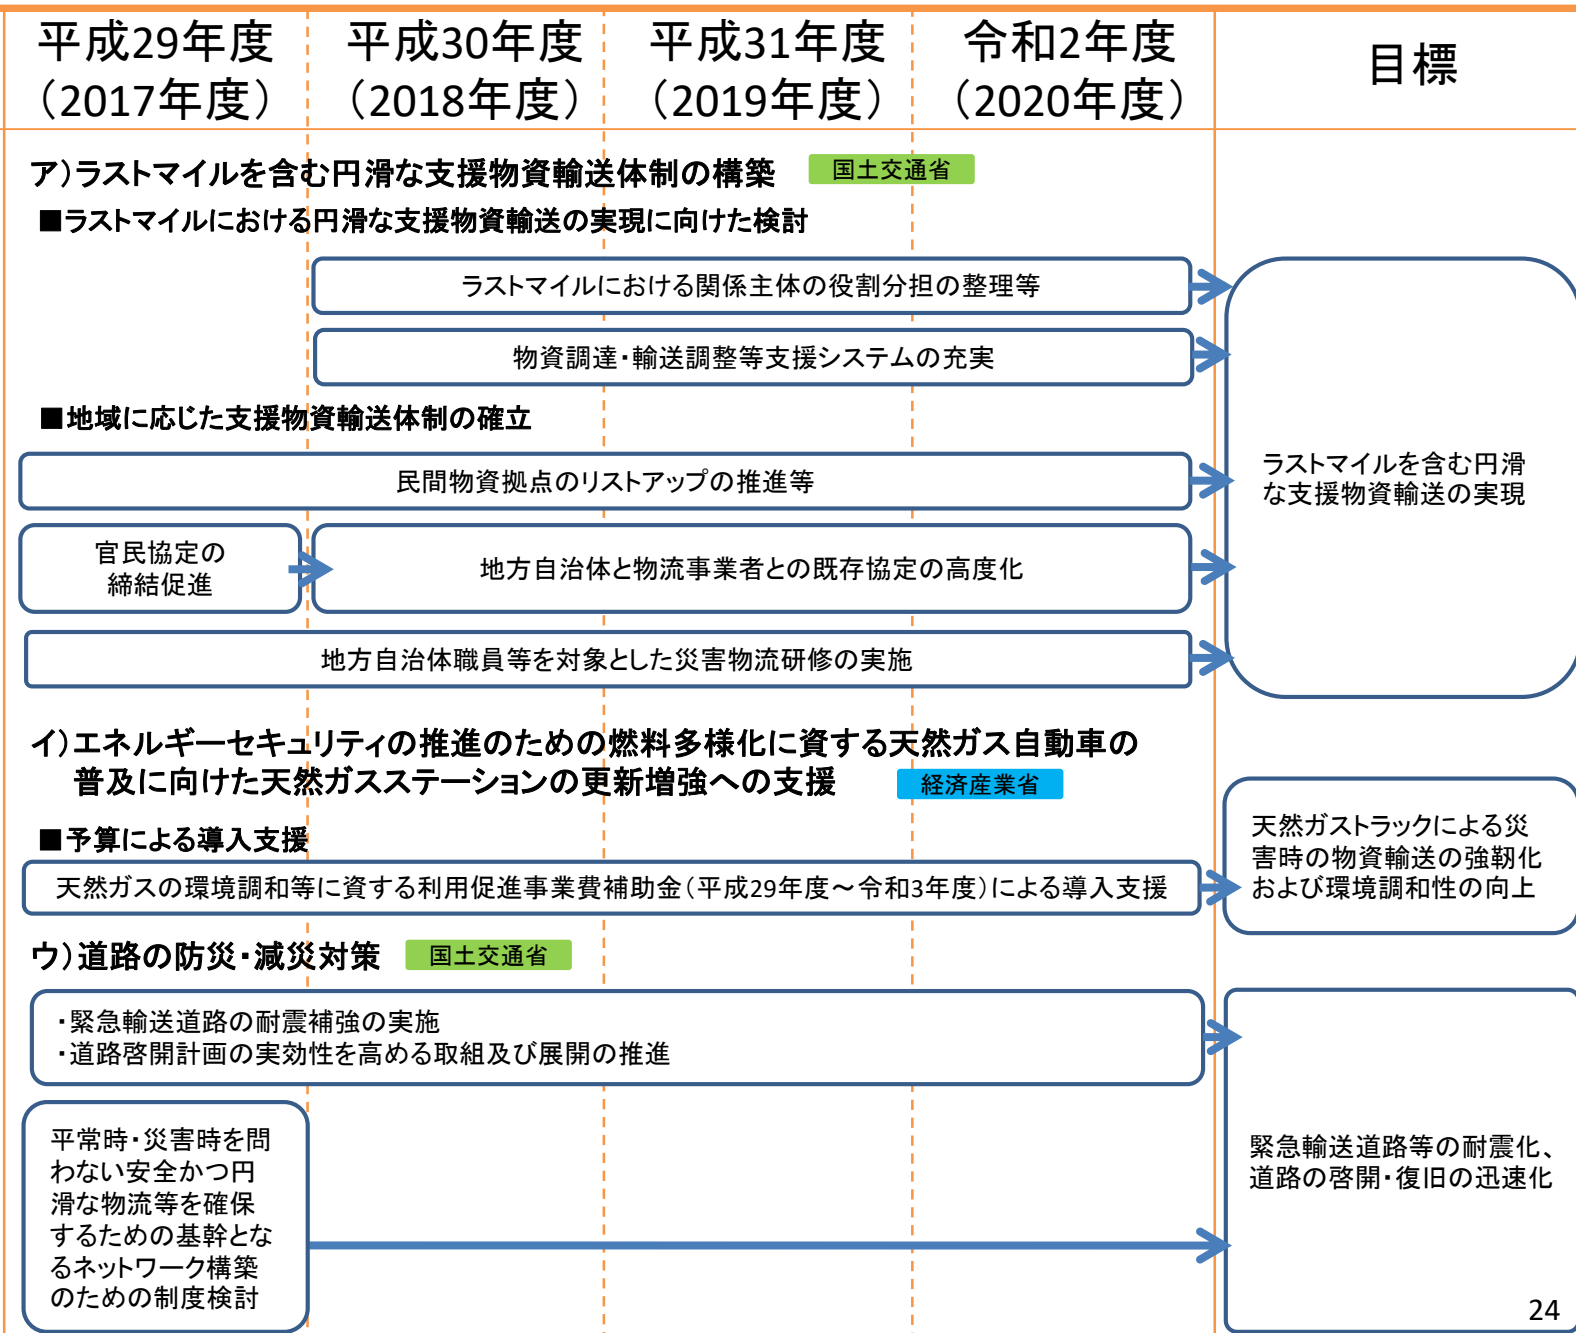 平成29年度
（2017年度）
平成30年度
（2018年度）
平成31年度
（2019年度）
令和2年度
（2020年度）
目標
ア）ラストマイルを含む円滑な支援物資輸送体制の構築
国土交通省
■ラストマイルにおける円滑な支援物資輸送の実現に向けた検討
ラストマイルにおける関係主体の役割分担の整理等
物資調達・輸送調整等支援システムの充実
■地域に応じた支援物資輸送体制の確立
民間物資拠点のリストアップの推進等
官民協定の
締結促進
地方自治体と物流事業者との既存協定の高度化
地方自治体職員等を対象とした災害物流研修の実施
ラストマイルを含む円滑
な支援物資輸送の実現
イ）エネルギーセキュリティの推進のための燃料多様化に資する天然ガス自動車の
普及に向けた天然ガスステーションの更新増強への支援
経済産業省
■予算による導入支援
天然ガスの環境調和等に資する利用促進事業費補助金（平成29年度～令和3年度）による導入支援
天然ガストラックによる災
害時の物資輸送の強靭化
および環境調和性の向上
ウ）道路の防災・減災対策
国土交通省
・緊急輸送道路の耐震補強の実施
・道路啓開計画の実効性を高める取組及び展開の推進
平常時・災害時を問
わない安全かつ円
滑な物流等を確保
するための基幹とな
るネットワーク構築
のための制度検討
緊急輸送道路等の耐震化、
道路の啓開・復旧の迅速化
24